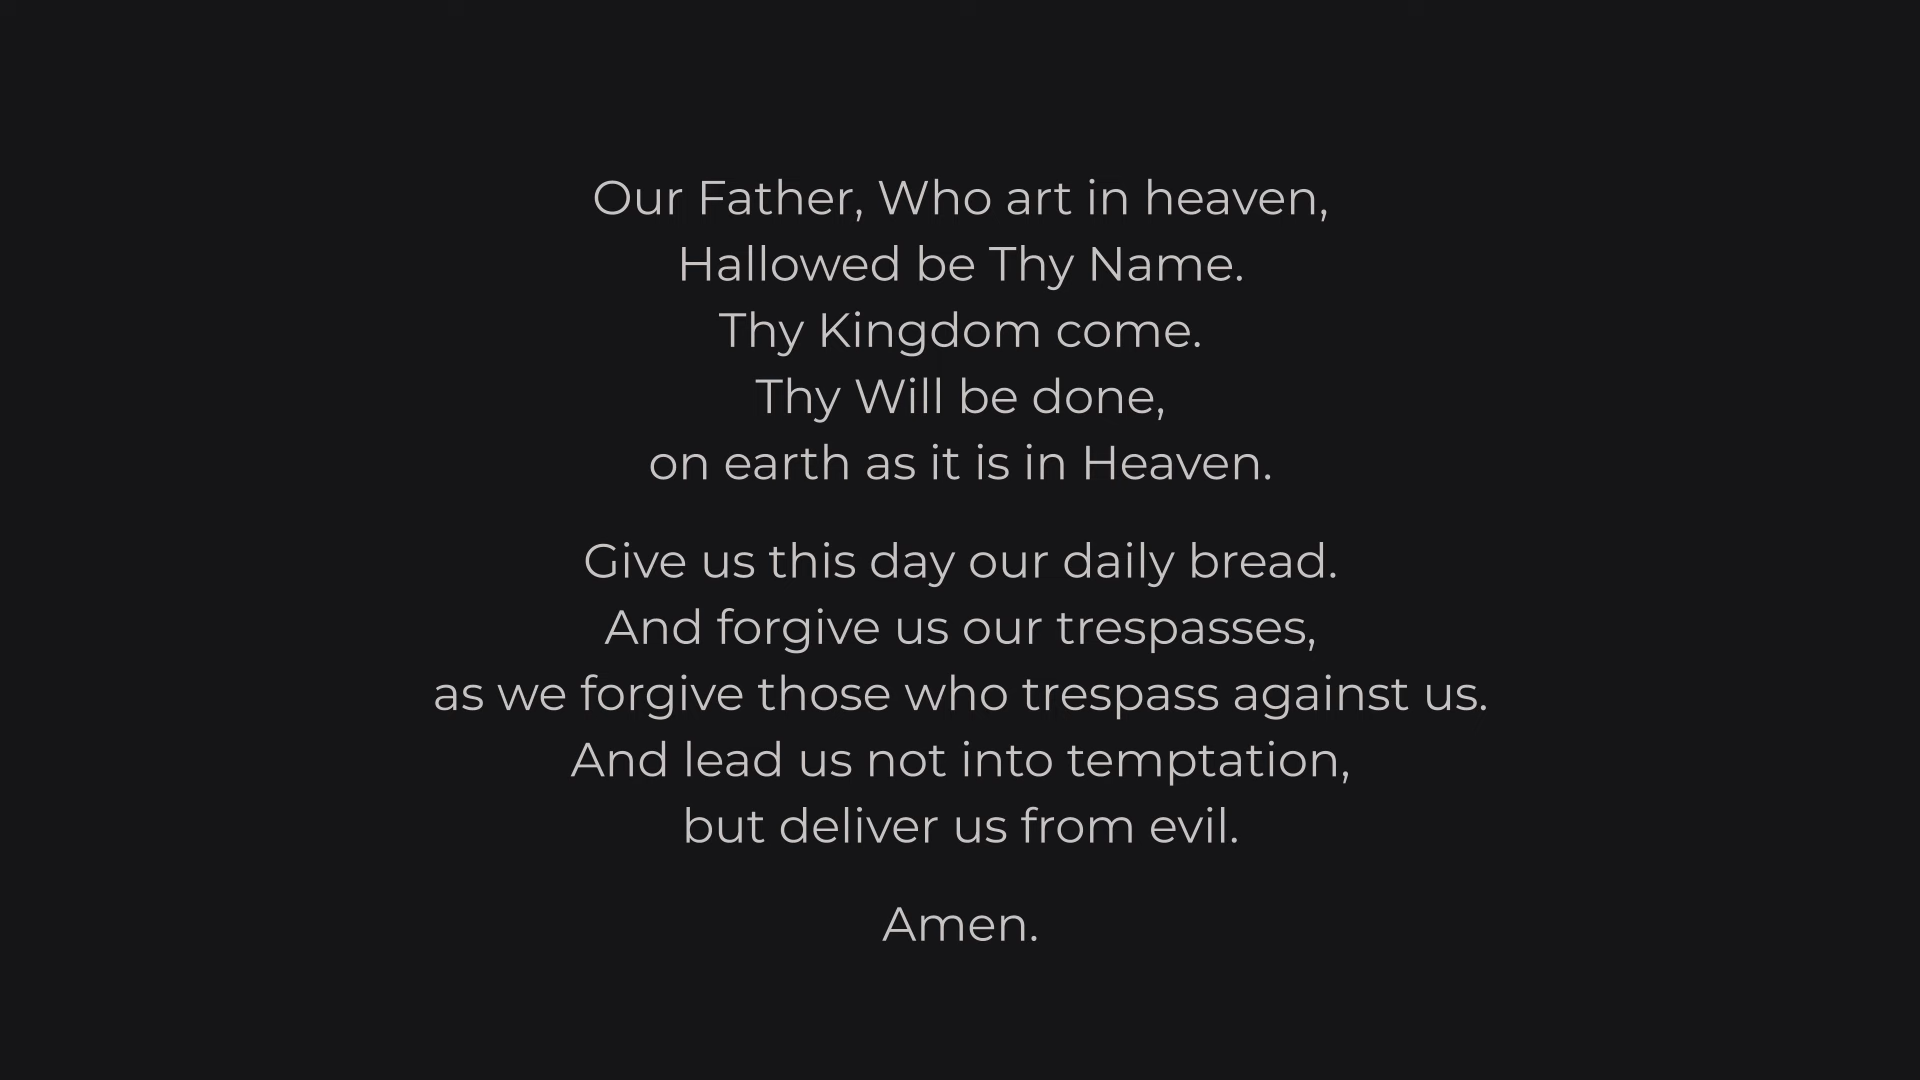 Our Father, Who art in heaven,
Hallowed be Thy Name.
Thy Kingdom come.
Thy Will be done,
on earth as it is in Heaven.
Give us this day our daily bread.
And forgive us our trespasses,
as we forgive those who trespass against us.
And lead us not into temptation,
but deliver us from evil.
Amen.